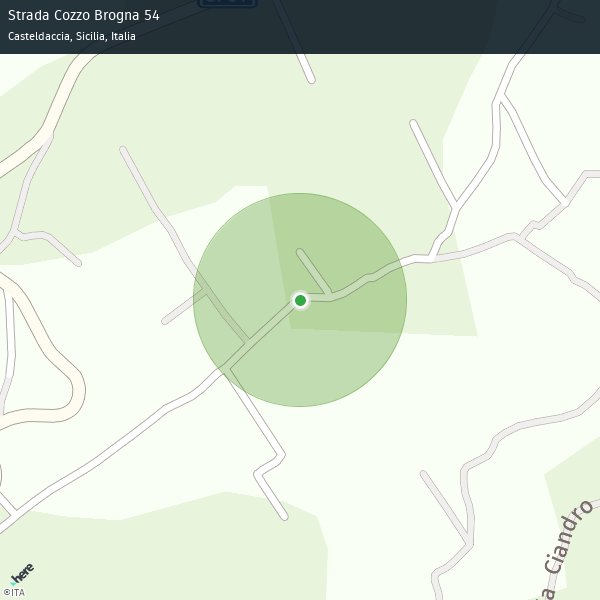 Strada Cozzo Brogna 54
Casteldaccia, Sicilia, Italia
Ciandro
here
©ITA